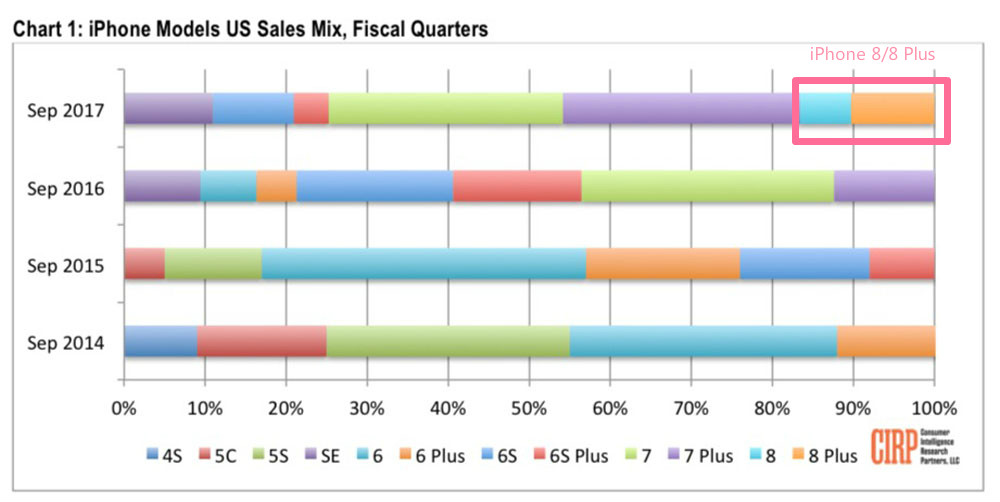 Chart 1: iPhone Models US Sales Mix, Fiscal Quarters
iPhone 8/8 Plus
Sep 2017
Sep 2016
Sep 2015
Sep 2014
0% 10% 20% 30% 40% 50% 60% 70% 80% 90% 100%
4S 5C 5S SE 6 6 Plus 6S 6S Plus 7 7 Plus 8 8 Plus
CIRP
Consumer
Intelligence
Research
Partners, LLC